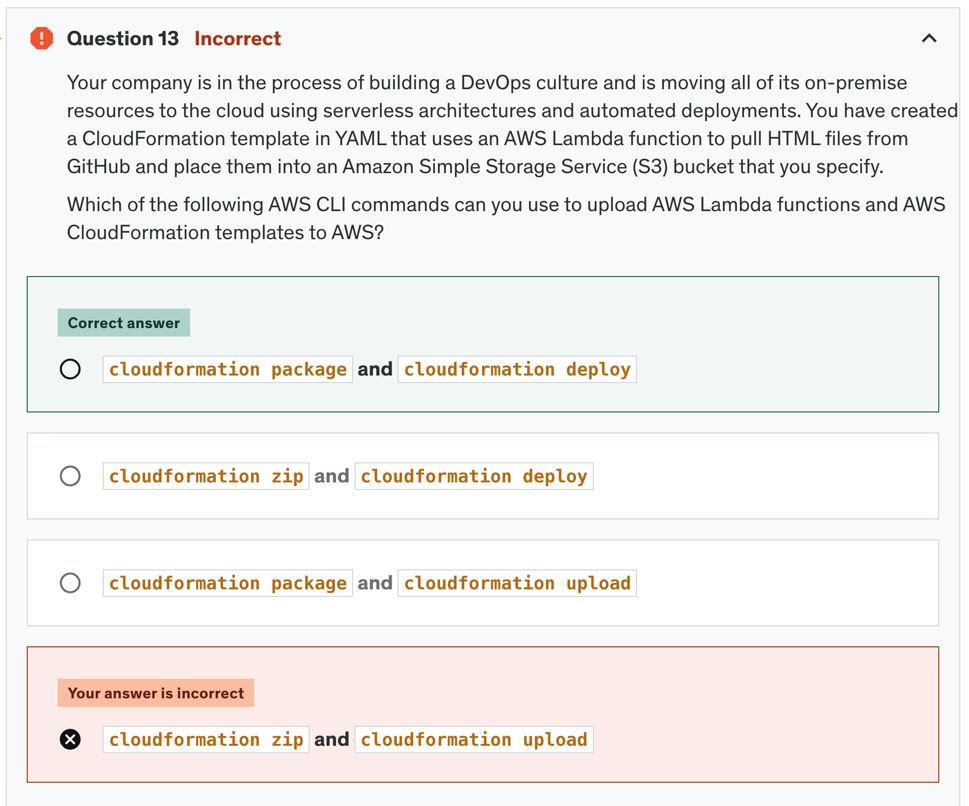 Question 13 Incorrect
Your company is in the process of building a DevOps culture and is moving all of its on-premise
resources to the cloud using serverless architectures and automated deployments. You have created
a CloudFormation template in YAML that uses an AWS Lambda function to pull HTML files from
GitHub and place them into an Amazon Simple Storage Service (S3) bucket that you specify.
Which of the following AWS CLI commands can you use to upload AWS Lambda functions and AWS
CloudFormation templates to AWS?
Correct answer
cloudformation package and cloudformation deploy
cloudformation zip and cloudformation deploy
cloudformation package and cloudformation upload
Your answer is incorrect
cloudformation zip and cloudformation upload